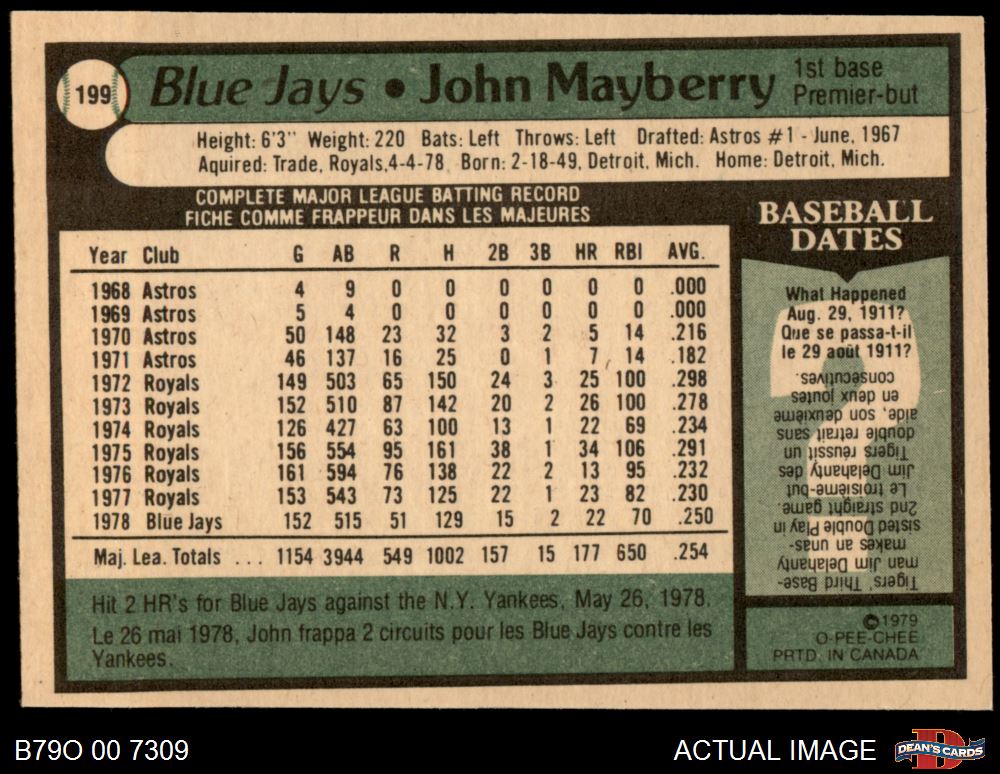 199
Blue Jays • John Mayberry
1st base
Premier-but
Height: 6'3" Weight: 220 Bats: Left Throws: Left Drafted: Astros #1 - June, 1967
Aquired: Trade, Royals,4-4-78 Born: 2-18-49, Detroit, Mich. Home: Detroit, Mich.
COMPLETE MAJOR LEAGUE BATTING RECORD
FICHE COMME FRAPPEUR DANS LES MAJEURES
Year Club G AB R H 2B 3B HR RBI AVG.
1968 Astros 4 9 0 0 0 0 0 0 .000
1969 Astros 5 4 0 0 0 0 0 0 .000
1970 Astros 50 148 23 32 3 2 5 14 .216
1971 Astros 46 137 16 25 0 1 7 14 .182
1972 Royals 149 503 65 150 24 3 25 100 .298
1973 Royals 152 510 87 142 20 2 26 100 .278
1974 Royals 126 427 63 100 13 1 22 69 .234
1975 Royals 156 554 95 161 38 1 34 106 .291
1976 Royals 161 594 76 138 22 2 13 95 .232
1977 Royals 153 543 73 125 22 1 23 82 .230
1978 Blue Jays 152 515 51 129 15 2 22 70 .250
Maj. Lea. Totals ... 1154 3944 549 1002 157 15 177 650 .254
Hit 2 HR's for Blue Jays against the N.Y. Yankees, May 26, 1978.
Le 26 mai 1978, John frappa 2 circuits pour les Blue Jays contre les
Yankees.
BASEBALL
DATES
What Happened
Aug. 29, 1911?
Que se passa-t-il
le 29 août 1911?
Tigers' Third Base-
man Jim Delahanty
makes an unas-
sisted Double Play in
2nd straight game.
Le troisième-but
Jim Delahanty des
Tigers réussit un
double retrait sans
aide, son deuxième
en deux joutes
consécutives.
©1979
O-PEE-CHEE
PRTD. IN CANADA
B79O 00 7309
ACTUAL IMAGE
D
DEAN'S CARDS